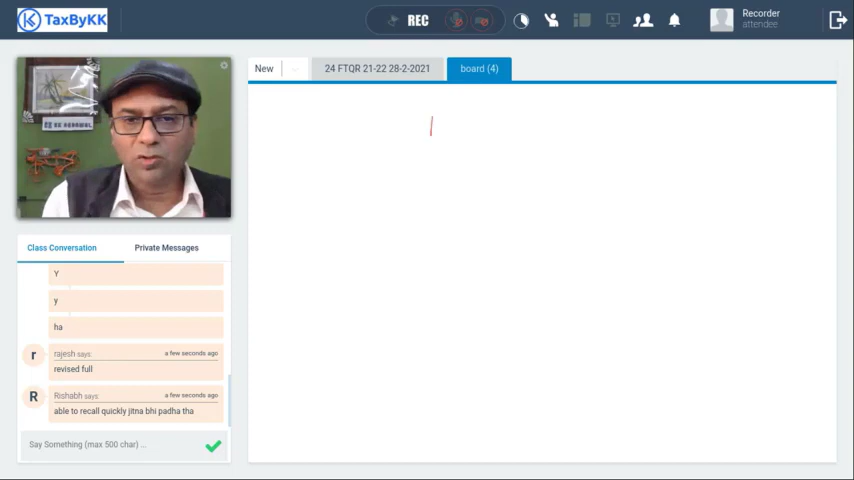 TaxByKK
REC
Recorder
attendee
New
24 FTQR 21-22 28-2-2021
board (4)
KK AGRAWAL
Class Conversation
Private Messages
Y
y
ha
r
rajesh says:
a few seconds ago
revised full
R
Rishabh says:
a few seconds ago
able to recall quickly jitna bhi padha tha
Say Something (max 500 char) ...